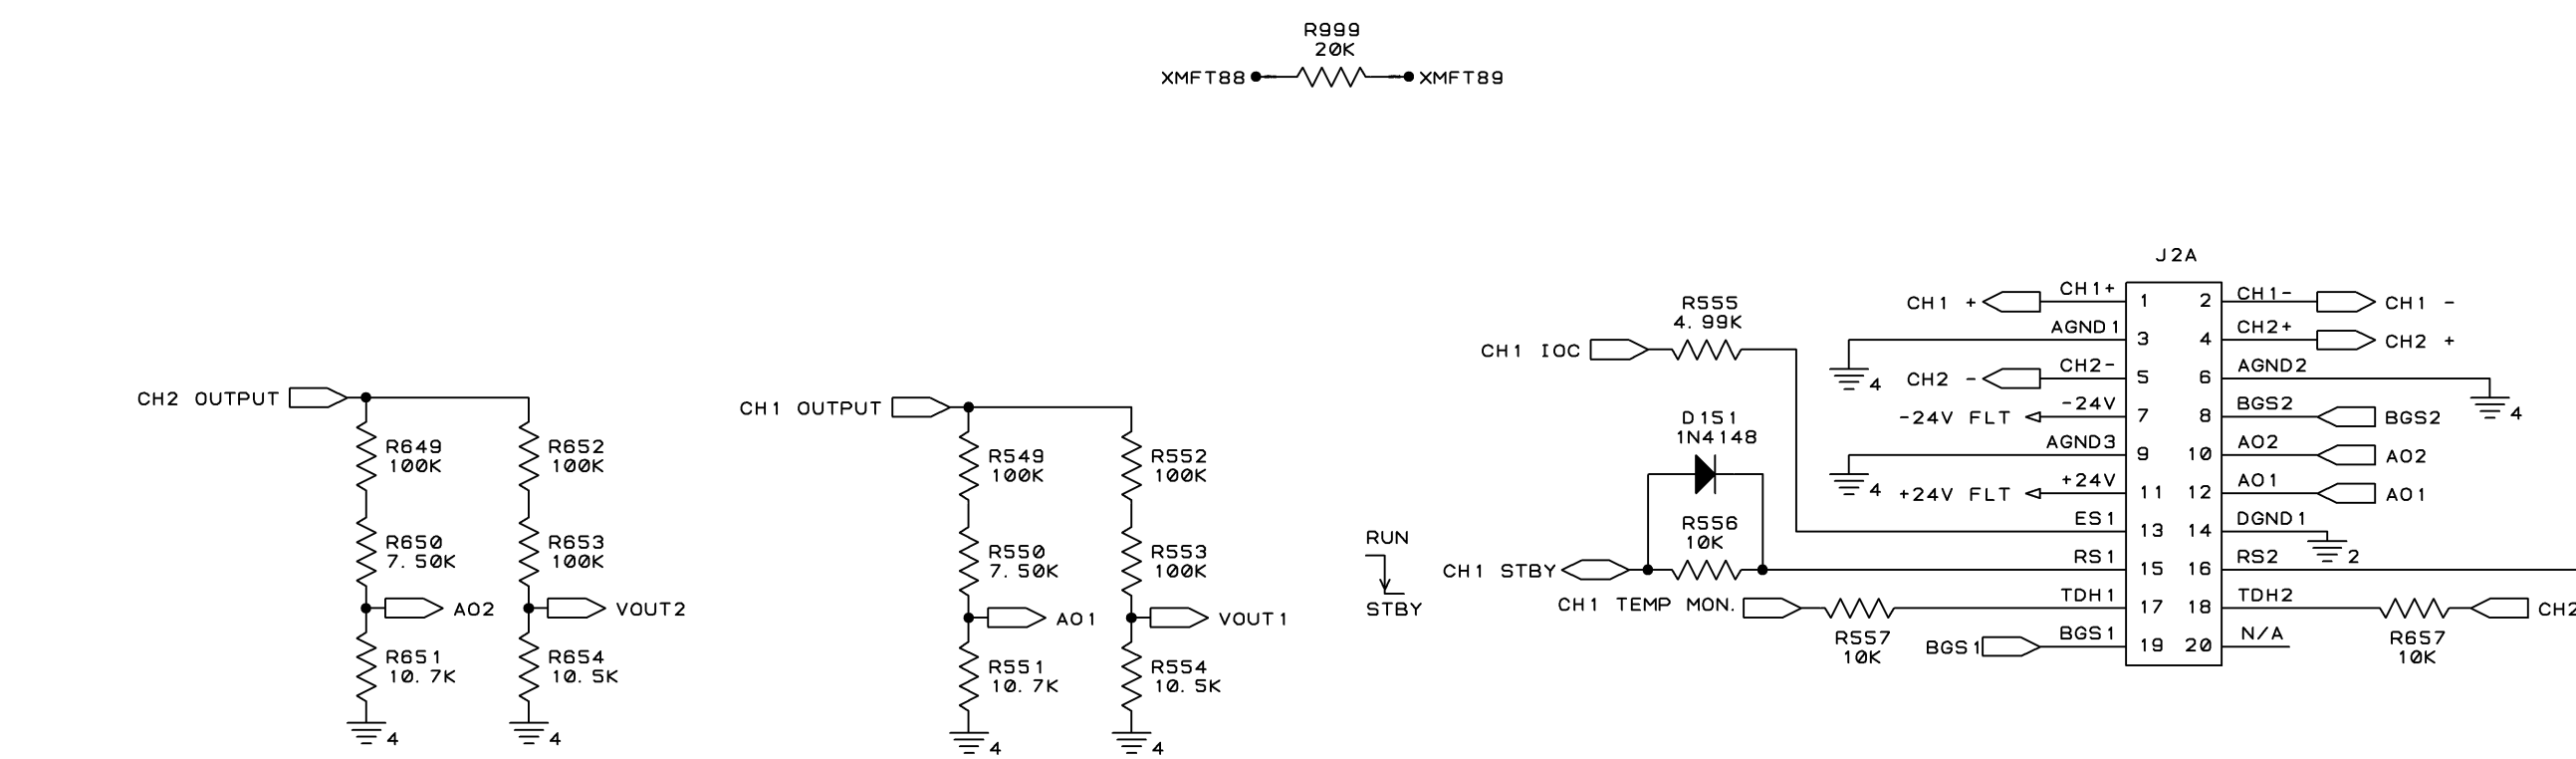 R999
20K
XMFT88
XMFT89
J2A
CH1 +
CH1+
1
2
CH1-
CH1 -
AGND1
3
4
CH2+
CH2 +
4
CH2 -
CH2-
5
6
AGND2
4
-24V FLT
-24V
7
8
BGS2
BGS2
AGND3
9
10
AO2
AO2
4
+24V FLT
+24V
11
12
AO1
AO1
ES1
13
14
DGND1
2
RS1
15
16
RS2
TDH1
17
18
TDH2
BGS1
BGS1
19
20
N/A
R555
4.99K
CH1 IOC
D1S1
1N4148
R556
10K
RUN
STBY
CH1 STBY
CH1 TEMP MON.
R557
10K
R657
10K
CH2
CH2 OUTPUT
R649
100K
R652
100K
R650
7.50K
R653
100K
AO2
VOUT2
R651
10.7K
R654
10.5K
4
4
CH1 OUTPUT
R549
100K
R552
100K
R550
7.50K
R553
100K
AO1
VOUT1
R551
10.7K
R554
10.5K
4
4